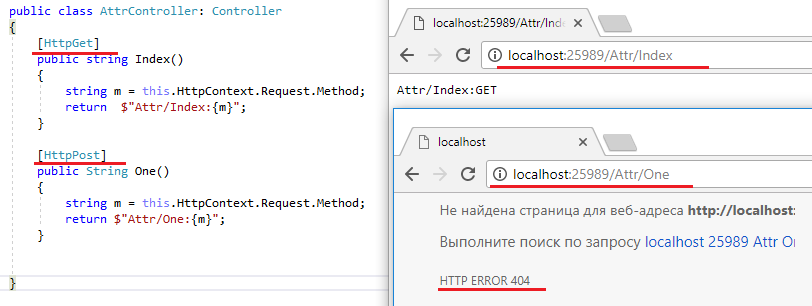 public class AttrController: Controller
{
[HttpGet]
public string Index()
{
string m = this.HttpContext.Request.Method;
return $"Attr/Index:{m}";
}
[HttpPost]
public String One()
{
string m = this.HttpContext.Request.Method;
return $"Attr/One:{m}";
}
}
localhost:25989/Attr/Inde
localhost:25989/Attr/Index
Attr/Index:GET
localhost
localhost:25989/Attr/One
Не найдена страница для веб-адреса http://localhost:
Выполните поиск по запросу localhost 25989 Attr On
HTTP ERROR 404